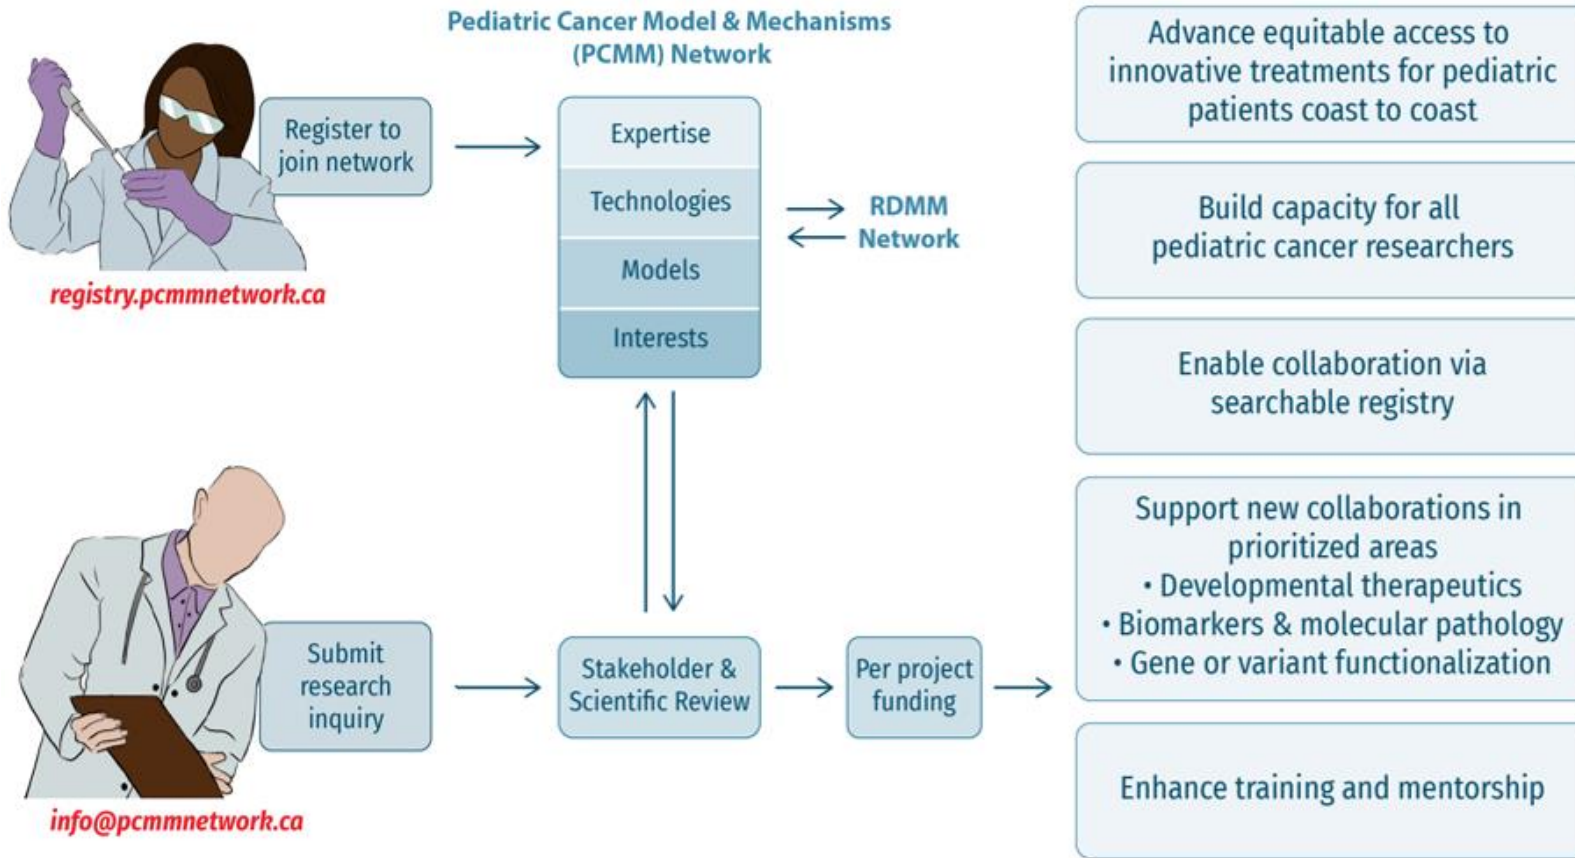 Pediatric Cancer Model & Mechanisms
(PCMM) Network
Register to
join network
registry.pcmmnetwork.ca
Expertise
Technologies
Models
Interests
RDMM
Network
Submit
research
inquiry
info@pcmmnetwork.ca
Stakeholder &
Scientific Review
Per project
funding
Advance equitable access to
innovative treatments for pediatric
patients coast to coast
Build capacity for all
pediatric cancer researchers
Enable collaboration via
searchable registry
Support new collaborations in
prioritized areas
• Developmental therapeutics
• Biomarkers & molecular pathology
• Gene or variant functionalization
Enhance training and mentorship